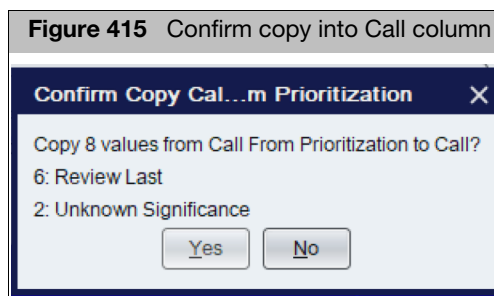 Figure 415 Confirm copy into Call column
Confirm Copy Cal...m Prioritization
Copy 8 values from Call From Prioritization to Call?
6: Review Last
2: Unknown Significance
Yes No